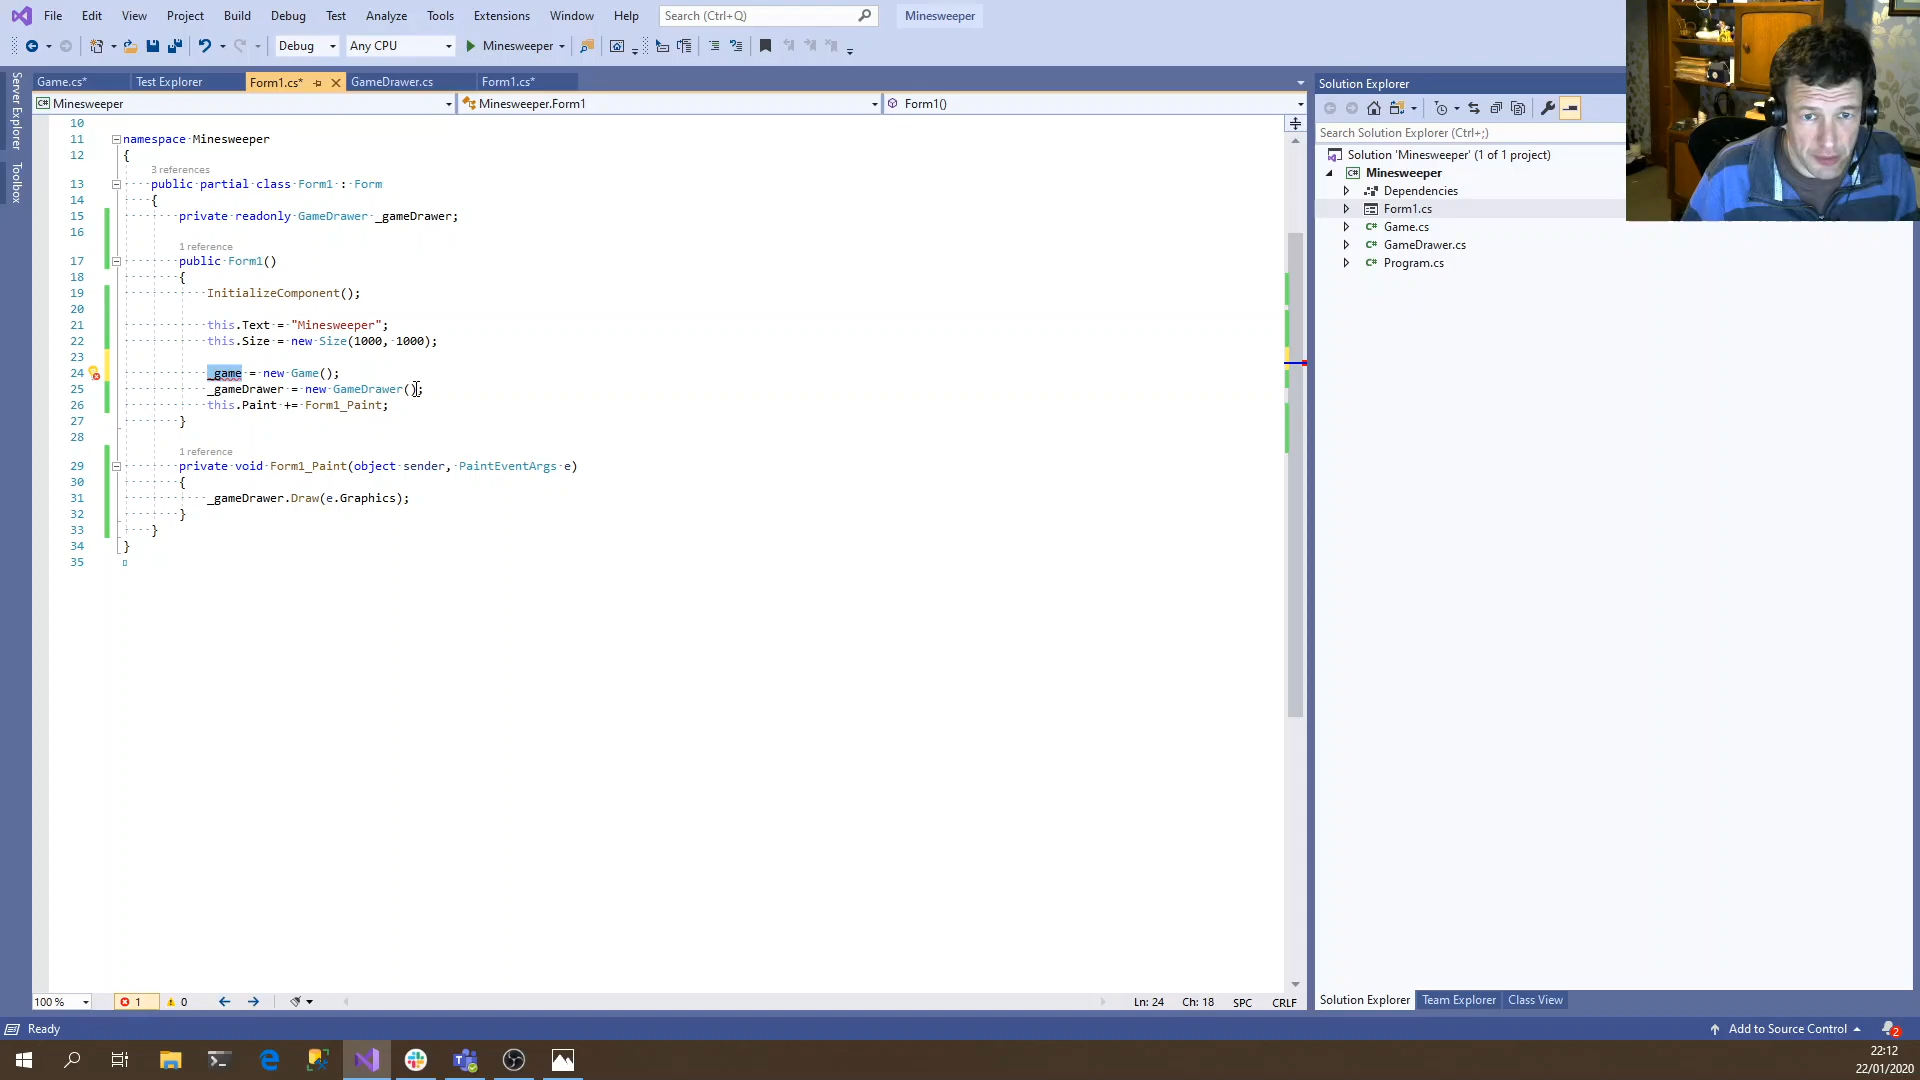 File Edit View Project Build Debug Test Analyze Tools Extensions Window Help Search (Ctrl+Q) Minesweeper
Debug Any CPU Minesweeper
Game.cs* Test Explorer Form1.cs* GameDrawer.cs Form1.cs*
Minesweeper Minesweeper.Form1 Form1()
Server Explorer
Toolbox
10
11 namespace Minesweeper
12 {
3 references
13 public partial class Form1 : Form
14 {
15 private readonly GameDrawer _gameDrawer;
16
1 reference
17 public Form1()
18 {
19 InitializeComponent();
20
21 this.Text = "Minesweeper";
22 this.Size = new Size(1000, 1000);
23
24 _game = new Game();
25 _gameDrawer = new GameDrawer();
26 this.Paint += Form1_Paint;
27 }
28
1 reference
29 private void Form1_Paint(object sender, PaintEventArgs e)
30 {
31 _gameDrawer.Draw(e.Graphics);
32 }
33 }
34 }
35
100 % 1 0 Ln: 24 Ch: 18 SPC CRLF
Solution Explorer
Search Solution Explorer (Ctrl+;)
Solution 'Minesweeper' (1 of 1 project)
C# Minesweeper
Dependencies
Form1.cs
C# Game.cs
C# GameDrawer.cs
C# Program.cs
Solution Explorer Team Explorer Class View
Ready Add to Source Control 2
22:12
22/01/2020